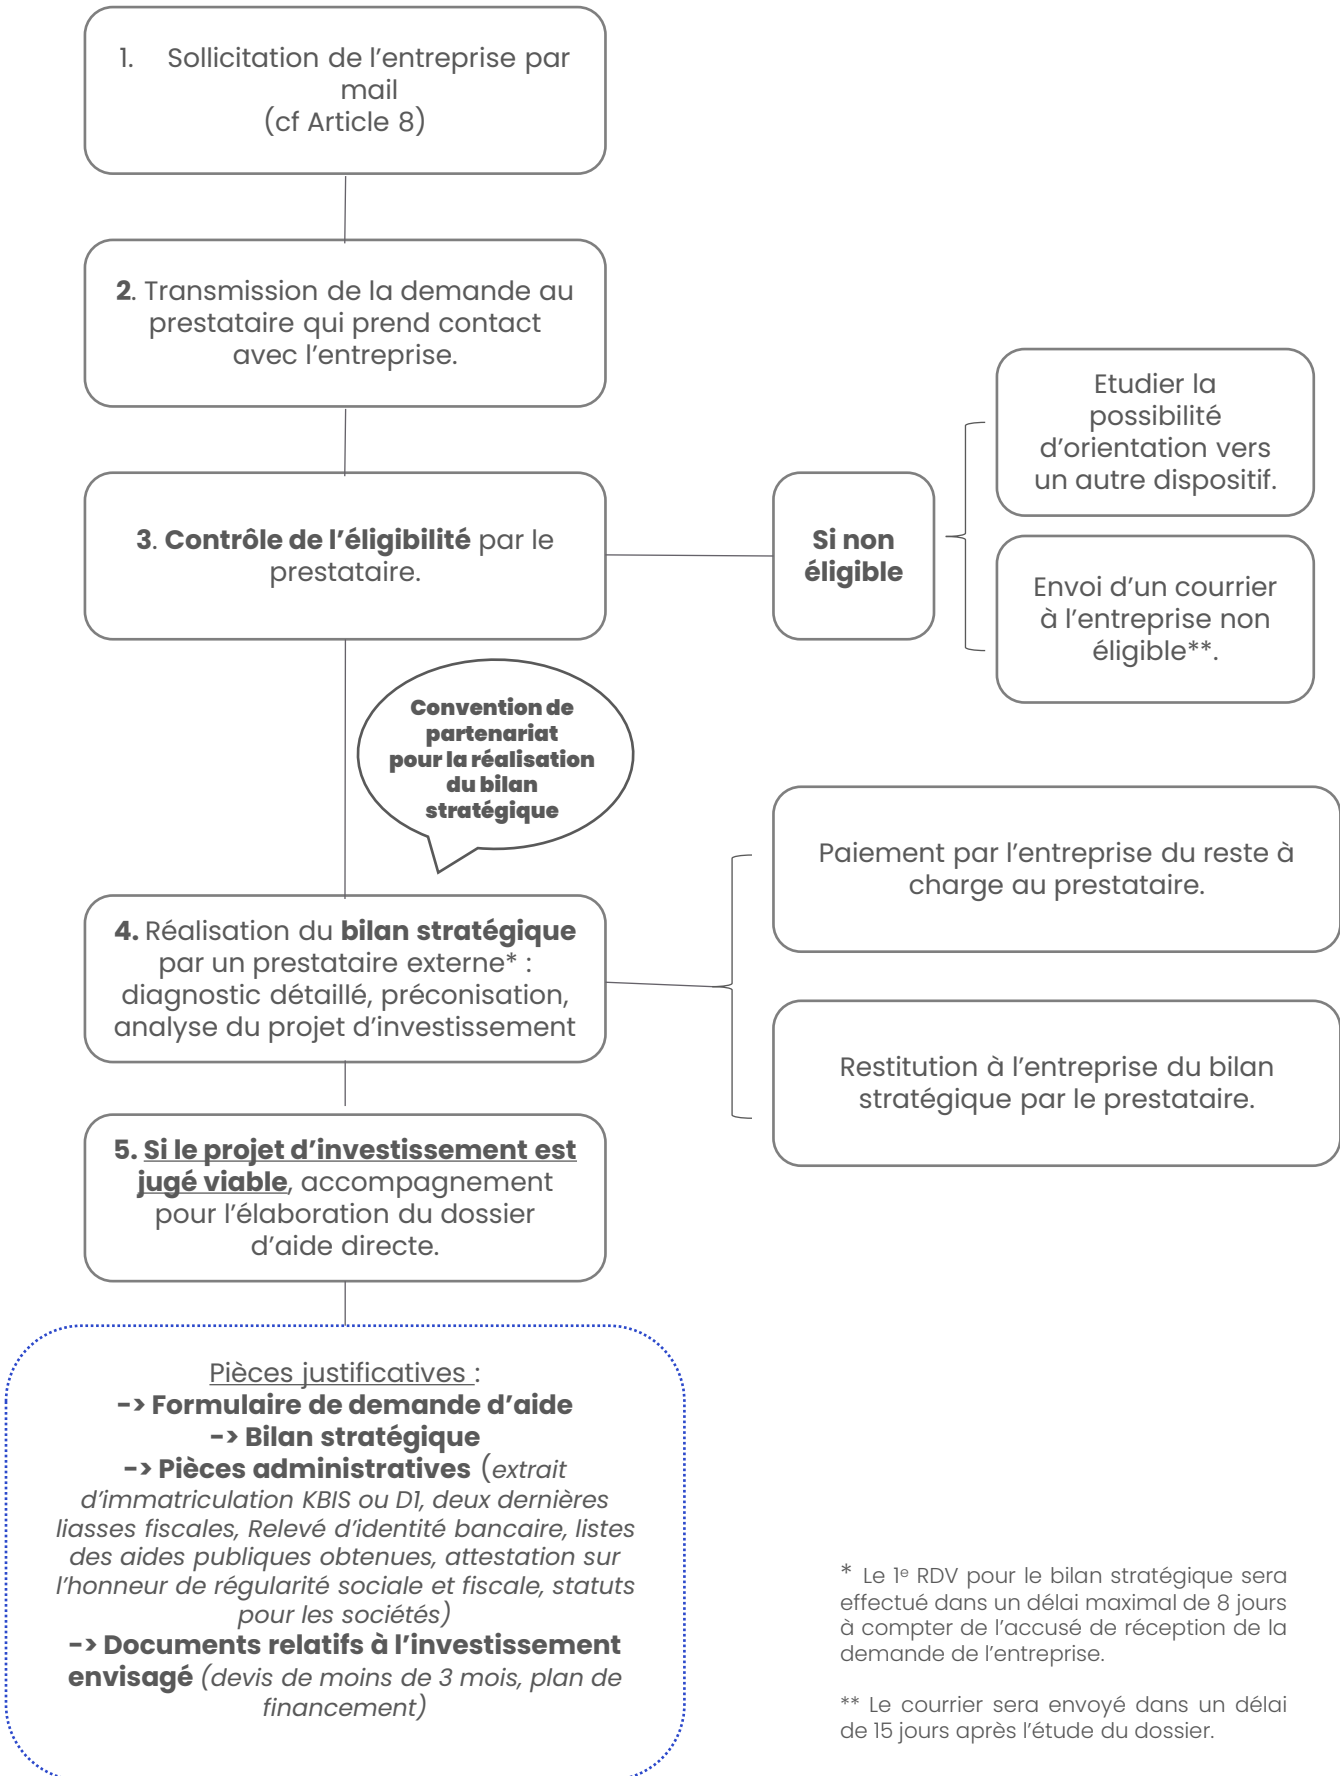 1. Sollicitation de l'entreprise par
mail
(cf Article 8)
2. Transmission de la demande au
prestataire qui prend contact
avec l'entreprise.
3. Contrôle de l'éligibilité par le
prestataire.
Si non
éligible
Etudier la
possibilité
d'orientation vers
un autre dispositif.
Envoi d'un courrier
à l'entreprise non
éligible**.
Convention de
partenariat
pour la réalisation
du bilan
stratégique
4. Réalisation du bilan stratégique
par un prestataire externe* :
diagnostic détaillé, préconisation,
analyse du projet d'investissement
Paiement par l'entreprise du reste à
charge au prestataire.
Restitution à l'entreprise du bilan
stratégique par le prestataire.
5. Si le projet d'investissement est
jugé viable, accompagnement
pour l'élaboration du dossier
d'aide directe.
Pièces justificatives :
-> Formulaire de demande d'aide
-> Bilan stratégique
-> Pièces administratives (extrait
d'immatriculation KBIS ou D1, deux dernières
liasses fiscales, Relevé d'identité bancaire, listes
des aides publiques obtenues, attestation sur
l'honneur de régularité sociale et fiscale, statuts
pour les sociétés)
-> Documents relatifs à l'investissement
envisagé (devis de moins de 3 mois, plan de
financement)
* Le 1e RDV pour le bilan stratégique sera
effectué dans un délai maximal de 8 jours
à compter de l'accusé de réception de la
demande de l'entreprise.
** Le courrier sera envoyé dans un délai
de 15 jours après l'étude du dossier.